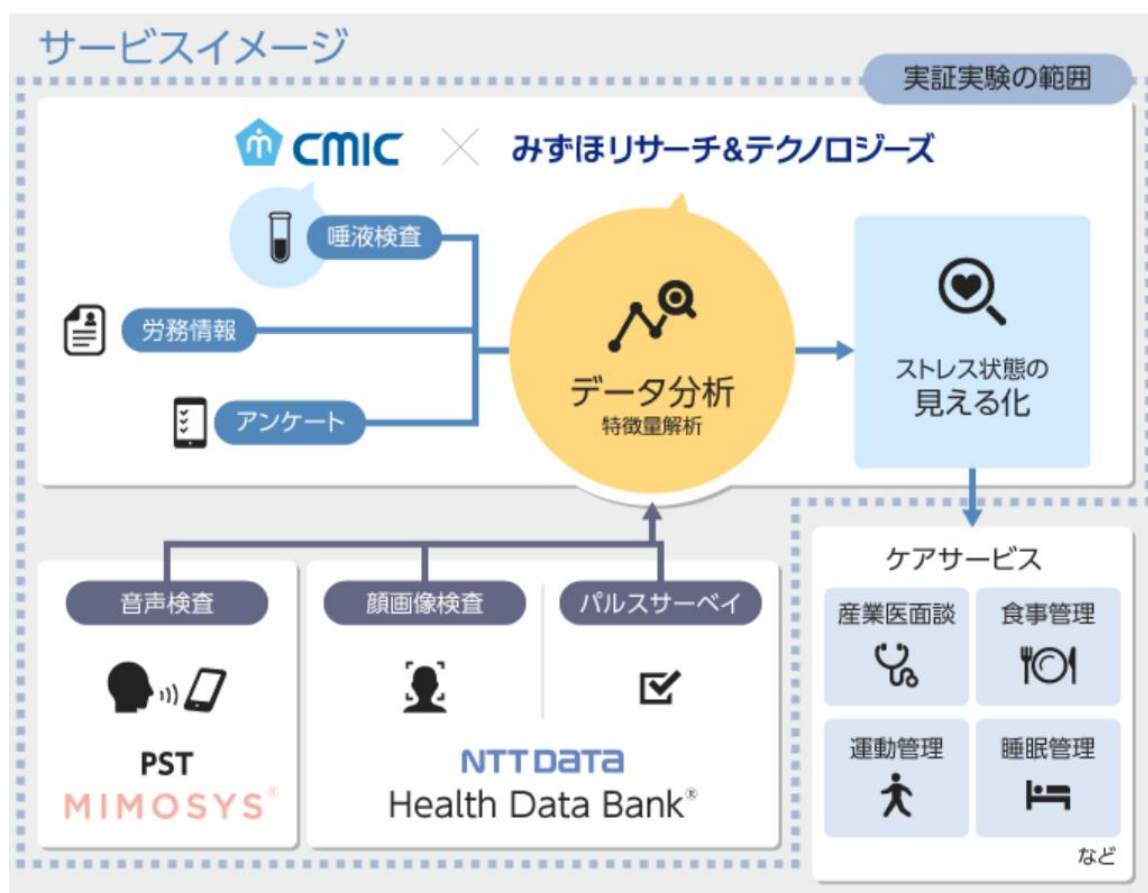 サービスイメージ
実証実験の範囲
CMIC × みずほリサーチ&テクノロジーズ
唾液検査
労務情報
アンケート
データ分析
特徴量解析
ストレス状態の
見える化
音声検査
顔画像検査
パルスサーベイ
PST
MIMOSYS®
NTT DATA
Health Data Bank®
ケアサービス
産業医面談
食事管理
運動管理
睡眠管理
など